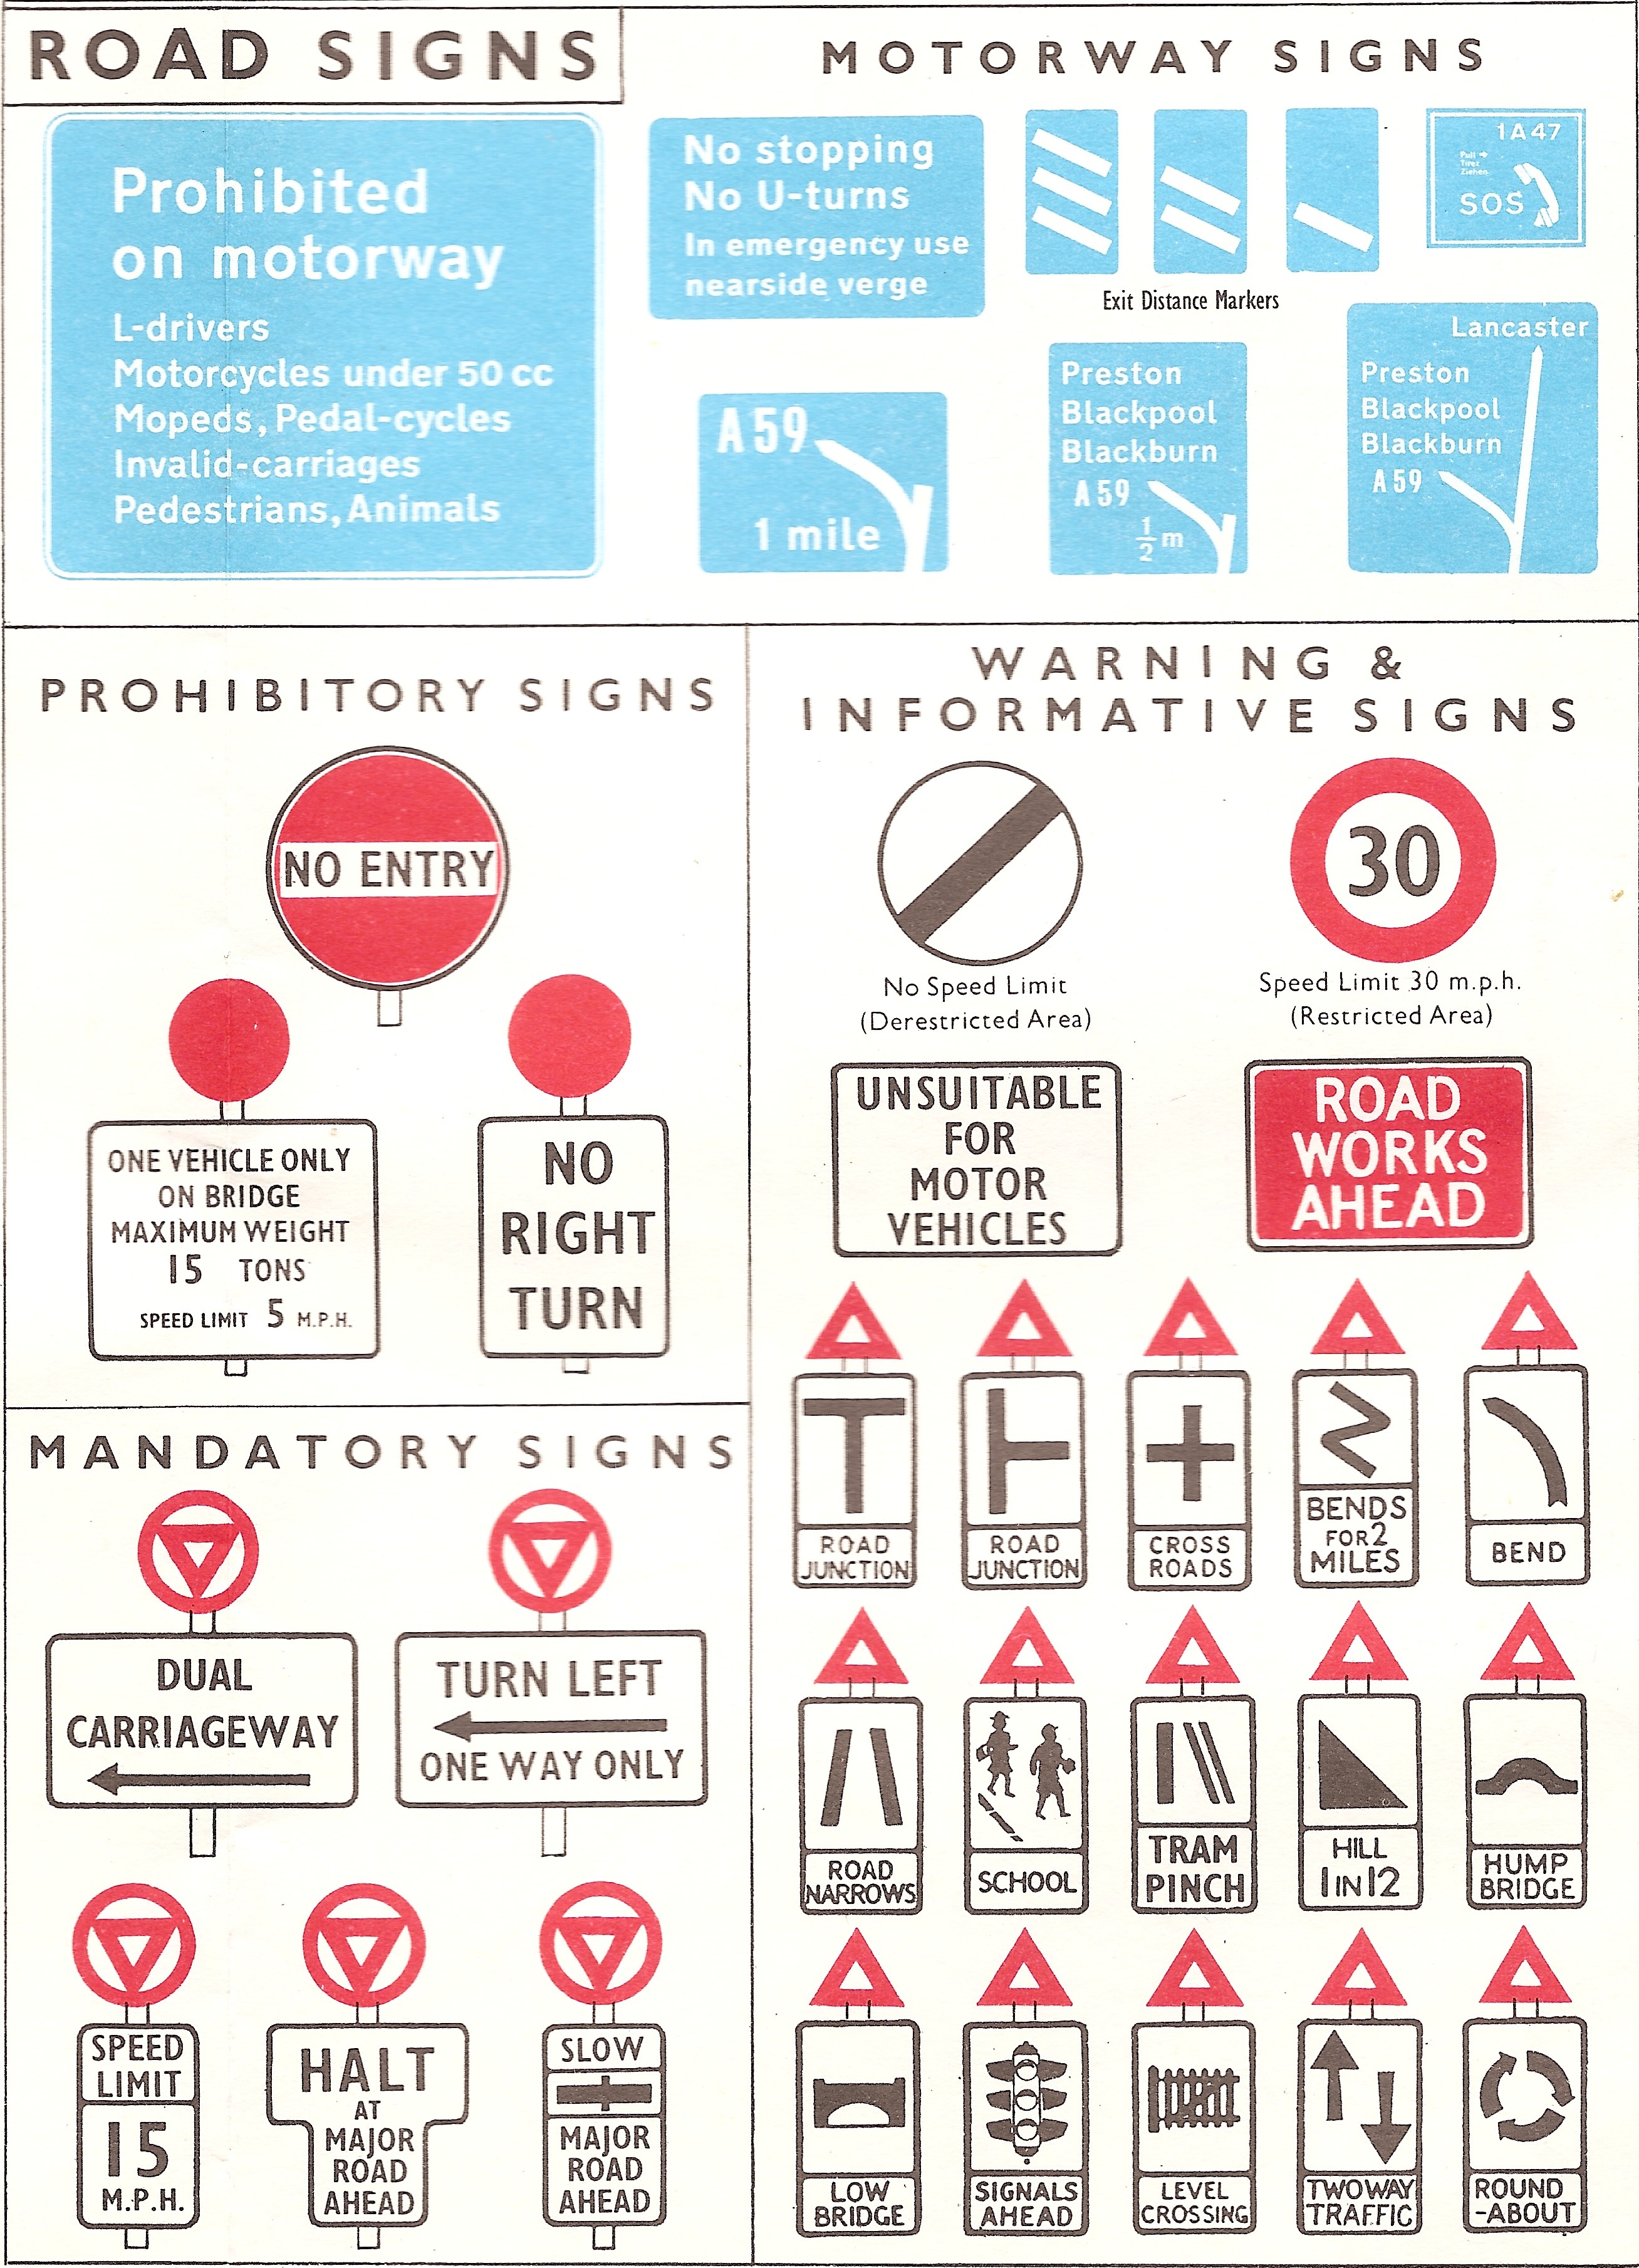 ROAD SIGNS
MOTORWAY SIGNS
Prohibited
on motorway
L-drivers
Motorcycles under 50 cc
Mopeds, Pedal-cycles
Invalid-carriages
Pedestrians, Animals
No stopping
No U-turns
In emergency use
nearside verge
Exit Distance Markers
1A47
Pull
Tirez
Ziehen
SOS
A59
1 mile
Preston
Blackpool
Blackburn
A59
½ m
Lancaster
Preston
Blackpool
Blackburn
A59
PROHIBITORY SIGNS
NO ENTRY
ONE VEHICLE ONLY
ON BRIDGE
MAXIMUM WEIGHT
15 TONS
SPEED LIMIT 5 M.P.H.
NO
RIGHT
TURN
MANDATORY SIGNS
DUAL
CARRIAGEWAY
TURN LEFT
ONE WAY ONLY
SPEED
LIMIT
15
M.P.H.
HALT
AT
MAJOR
ROAD
AHEAD
SLOW
MAJOR
ROAD
AHEAD
WARNING &
INFORMATIVE SIGNS
30
No Speed Limit
(Derestricted Area)
Speed Limit 30 m.p.h.
(Restricted Area)
UNSUITABLE
FOR
MOTOR
VEHICLES
ROAD
WORKS
AHEAD
ROAD
JUNCTION
ROAD
JUNCTION
CROSS
ROADS
BENDS
FOR 2
MILES
BEND
ROAD
NARROWS
SCHOOL
TRAM
PINCH
HILL
1 IN 12
HUMP
BRIDGE
LOW
BRIDGE
SIGNALS
AHEAD
LEVEL
CROSSING
TWO WAY
TRAFFIC
ROUND
-ABOUT